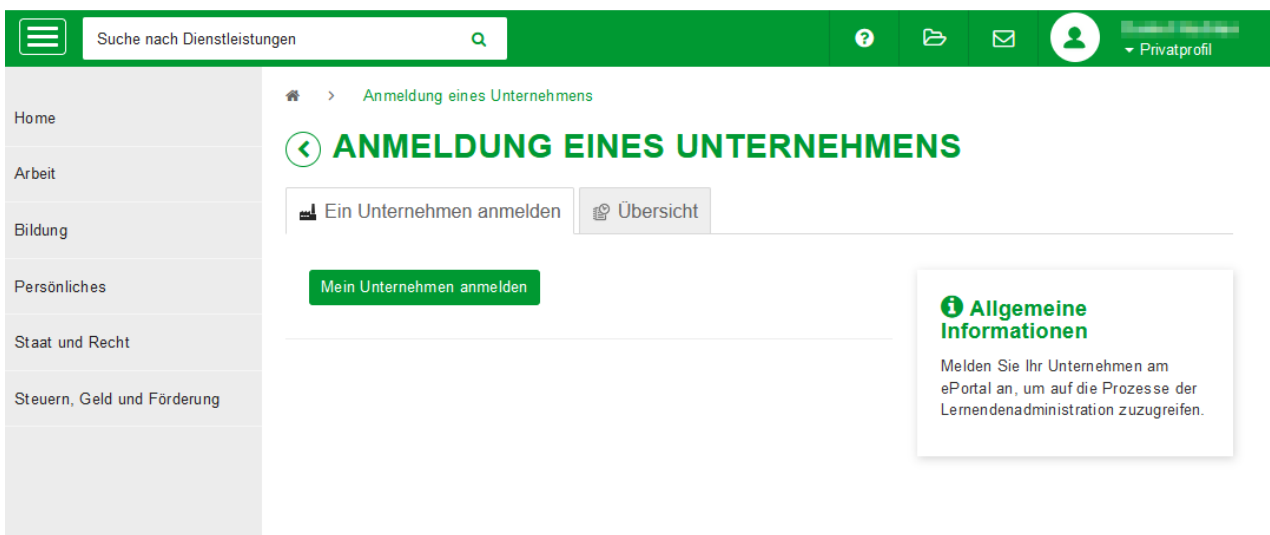 Suche nach Dienstleistungen
Privatprofil
Home
Arbeit
Bildung
Persönliches
Staat und Recht
Steuern, Geld und Förderung
> Anmeldung eines Unternehmens
ANMELDUNG EINES UNTERNEHMENS
Ein Unternehmen anmelden
Übersicht
Mein Unternehmen anmelden
Allgemeine
Informationen
Melden Sie Ihr Unternehmen am
ePortal an, um auf die Prozesse der
Lernendenadministration zuzugreifen.